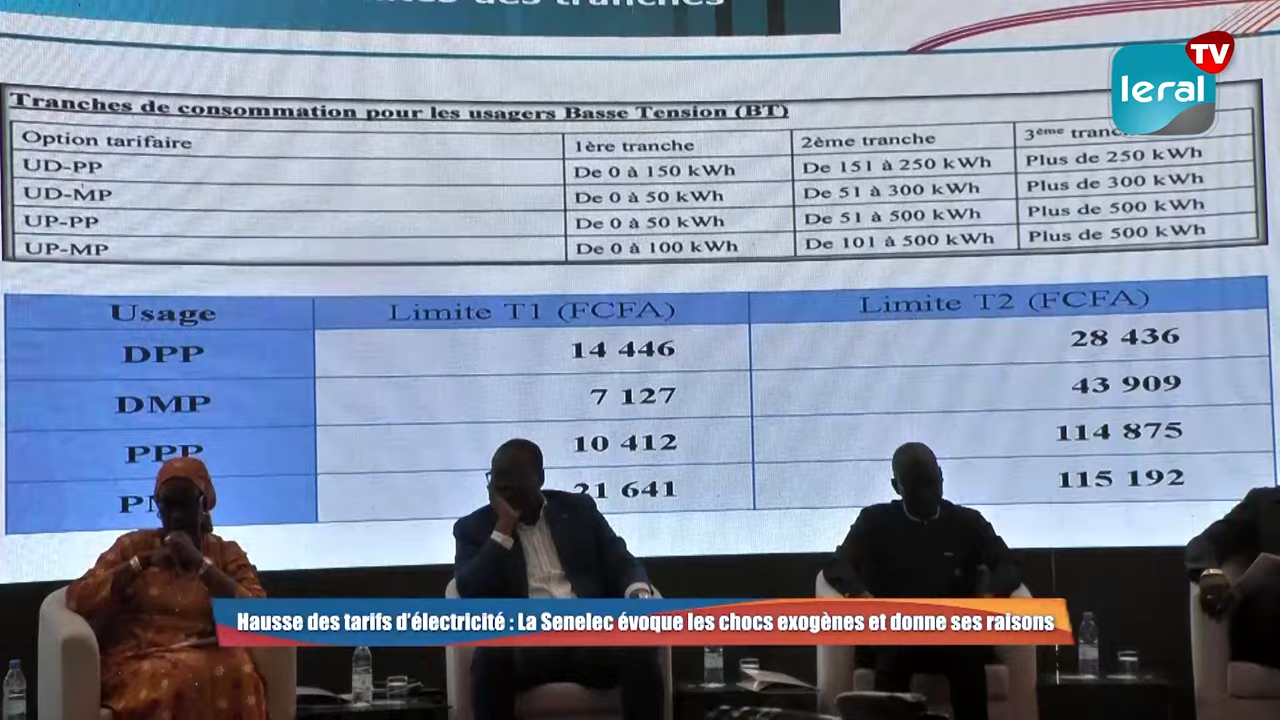 TV
leral
Tranches de consommation pour les usagers Basse Tension (BT)
Option tarifaire 1ère tranche 2ème tranche 3ème
UD-PP De 0 à 150 kWh De 151 à 250 kWh Plus de 250 kWh
UD-MP De 0 à 50 kWh De 51 à 300 kWh Plus de 300 kWh
UP-PP De 0 à 50 kWh De 51 à 500 kWh Plus de 500 kWh
UP-MP De 0 à 100 kWh De 101 à 500 kWh Plus de 500 kWh
Usage Limite T1 (FCFA) Limite T2 (FCFA)
DPP 14 446 28 436
DMP 7 127 43 909
PPP 10 412 114 875
21 641 115 192
Hausse des tarifs d'électricité : La Senelec évoque les chocs exogènes et donne ses raisons